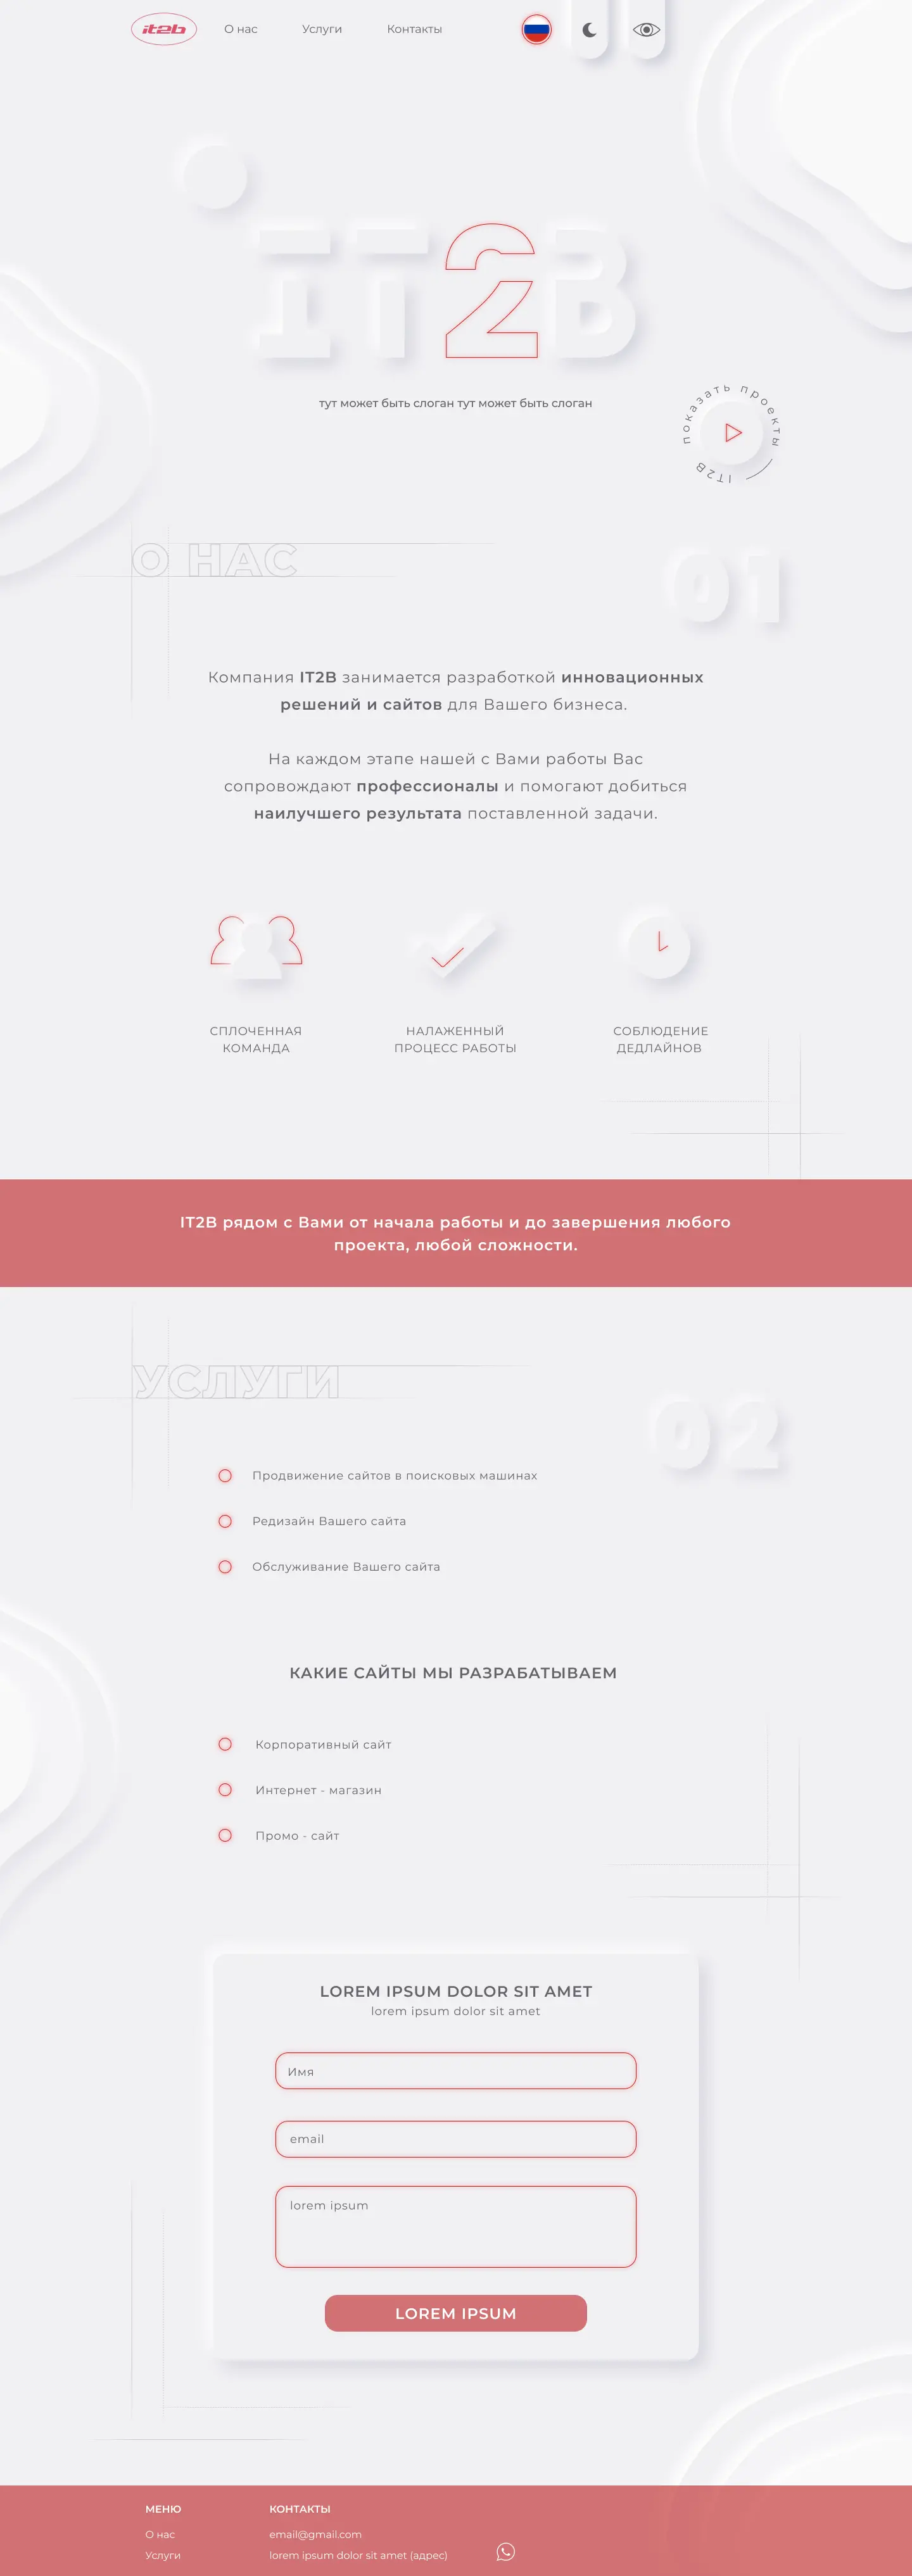 it2b
О нас
Услуги
Контакты
IT2B
тут может быть слоган тут может быть слоган
показать проекты
IT2B
О НАС
01
Компания IT2B занимается разработкой инновационных
решений и сайтов для Вашего бизнеса.
На каждом этапе нашей с Вами работы Вас
сопровождают профессионалы и помогают добиться
наилучшего результата поставленной задачи.
СПЛОЧЕННАЯ
КОМАНДА
НАЛАЖЕННЫЙ
ПРОЦЕСС РАБОТЫ
СОБЛЮДЕНИЕ
ДЕДЛАЙНОВ
IT2B рядом с Вами от начала работы и до завершения любого
проекта, любой сложности.
УСЛУГИ
02
Продвижение сайтов в поисковых машинах
Редизайн Вашего сайта
Обслуживание Вашего сайта
КАКИЕ САЙТЫ МЫ РАЗРАБАТЫВАЕМ
Корпоративный сайт
Интернет - магазин
Промо - сайт
LOREM IPSUM DOLOR SIT AMET
lorem ipsum dolor sit amet
Имя
email
lorem ipsum
LOREM IPSUM
МЕНЮ
О нас
Услуги
КОНТАКТЫ
email@gmail.com
lorem ipsum dolor sit amet (адрес)